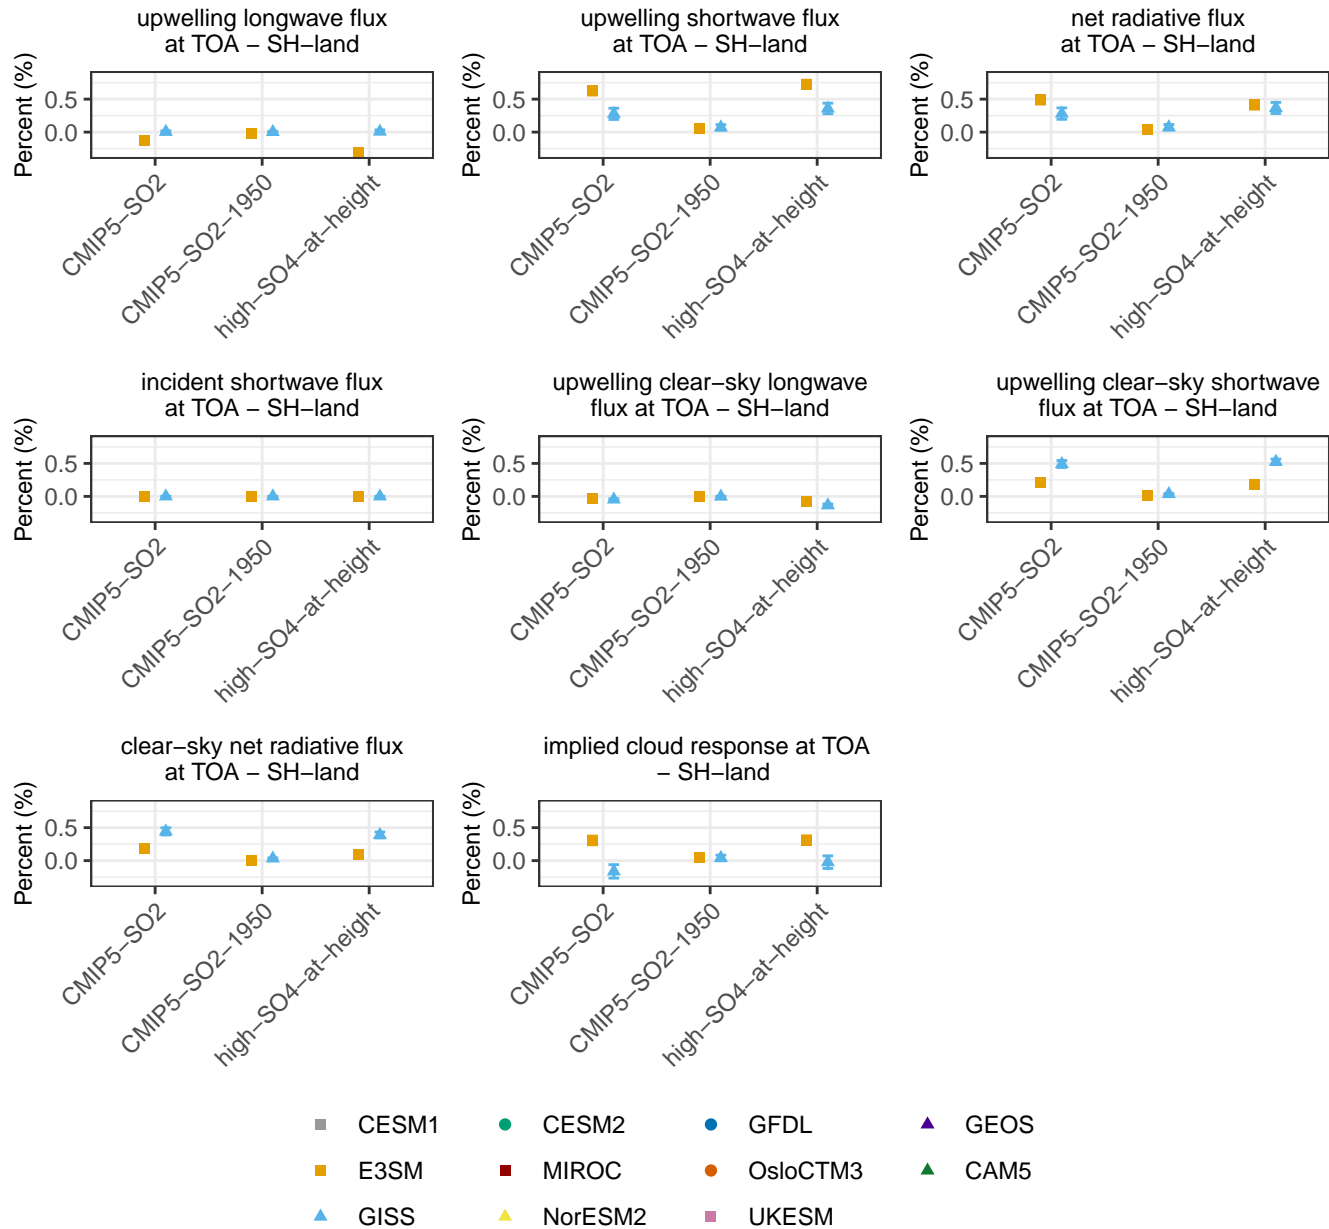 upwelling longwave flux
at TOA − SH−land
Percent (%)
0.5
0.0
CMIP5−SO2
CMIP5−SO2−1950
high−SO4−at−height
upwelling shortwave flux
at TOA − SH−land
Percent (%)
0.5
0.0
CMIP5−SO2
CMIP5−SO2−1950
high−SO4−at−height
net radiative flux
at TOA − SH−land
Percent (%)
0.5
0.0
CMIP5−SO2
CMIP5−SO2−1950
high−SO4−at−height
incident shortwave flux
at TOA − SH−land
Percent (%)
0.5
0.0
CMIP5−SO2
CMIP5−SO2−1950
high−SO4−at−height
upwelling clear−sky longwave
flux at TOA − SH−land
Percent (%)
0.5
0.0
CMIP5−SO2
CMIP5−SO2−1950
high−SO4−at−height
upwelling clear−sky shortwave
flux at TOA − SH−land
Percent (%)
0.5
0.0
CMIP5−SO2
CMIP5−SO2−1950
high−SO4−at−height
clear−sky net radiative flux
at TOA − SH−land
Percent (%)
0.5
0.0
CMIP5−SO2
CMIP5−SO2−1950
high−SO4−at−height
implied cloud response at TOA
− SH−land
Percent (%)
0.5
0.0
CMIP5−SO2
CMIP5−SO2−1950
high−SO4−at−height
CESM1 CESM2 GFDL GEOS
E3SM MIROC OsloCTM3 CAM5
GISS NorESM2 UKESM